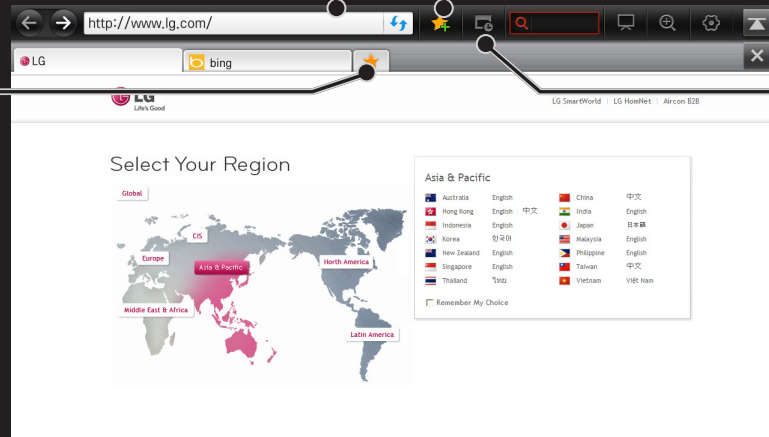 http://www.lg.com/
LG
bing
LG
Life's Good
LG SmartWorld | LG HomNet | Aircon B2B
Select Your Region
Global
CIS
Europe
Asia & Pacific
North America
Middle East & Africa
Latin America
Asia & Pacific
Australia English China 中文
Hong Kong English 中文 India English
Indonesia English Japan 日本語
Korea 한국어 Malaysia English
New Zealand English Philippine English
Singapore English Taiwan 中文
Thailand ไทย Vietnam Việt Nam
Remember My Choice